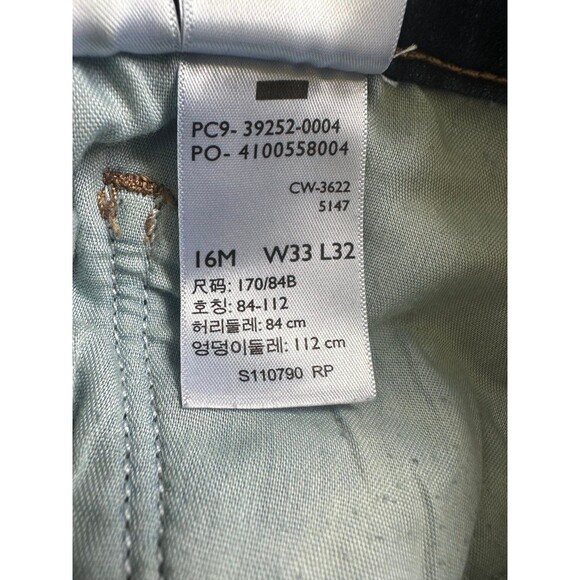 PC9- 39252-0004
PO- 4100558004
CW-3622
5147
16M W33 L32
尺码: 170/84B
호칭: 84-112
허리둘레: 84 cm
엉덩이둘레: 112 cm
S110790 RP